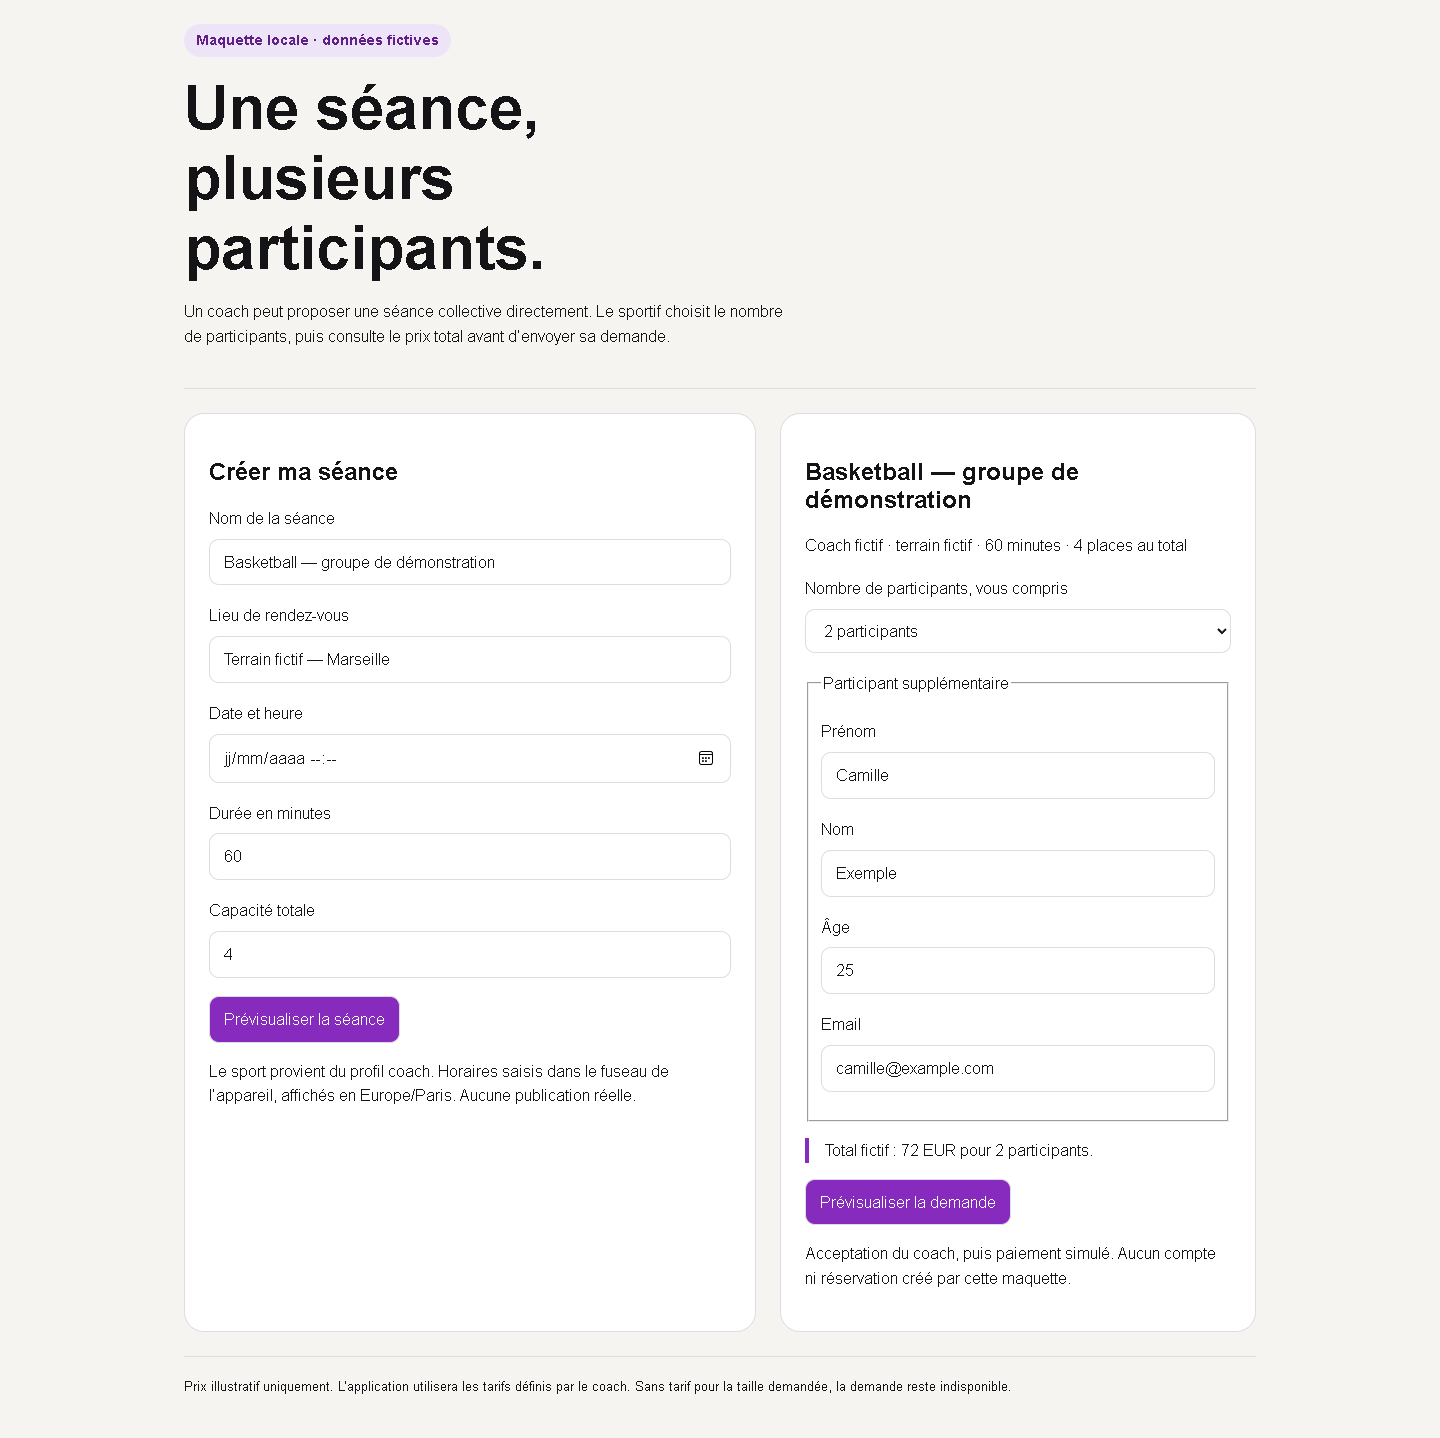 Maquette locale · données fictives
Une séance,
plusieurs
participants.
Un coach peut proposer une séance collective directement. Le sportif choisit le nombre
de participants, puis consulte le prix total avant d'envoyer sa demande.
Créer ma séance
Nom de la séance
Basketball — groupe de démonstration
Lieu de rendez-vous
Terrain fictif — Marseille
Date et heure
jj/mm/aaaa --:--
Durée en minutes
60
Capacité totale
4
Prévisualiser la séance
Le sport provient du profil coach. Horaires saisis dans le fuseau de
l'appareil, affichés en Europe/Paris. Aucune publication réelle.
Basketball — groupe de
démonstration
Coach fictif · terrain fictif · 60 minutes · 4 places au total
Nombre de participants, vous compris
2 participants
Participant supplémentaire
Prénom
Camille
Nom
Exemple
Âge
25
Email
camille@example.com
Total fictif : 72 EUR pour 2 participants.
Prévisualiser la demande
Acceptation du coach, puis paiement simulé. Aucun compte
ni réservation créé par cette maquette.
Prix illustratif uniquement. L'application utilisera les tarifs définis par le coach. Sans tarif pour la taille demandée, la demande reste indisponible.